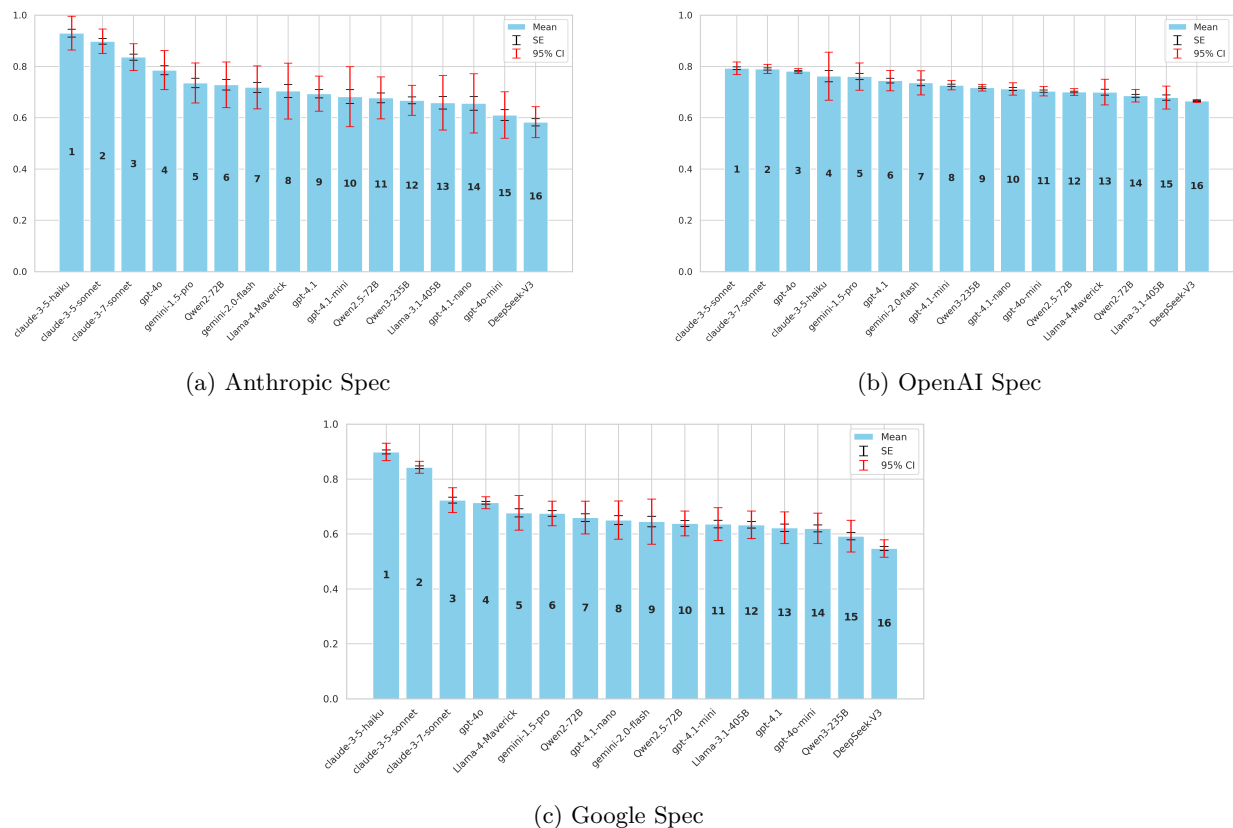 1.0
0.8
0.6
0.4
0.2
0.0
Mean
SE
95% CI
1
2
3
4
5
6
7
8
9
10
11
12
13
14
15
16
claude-3-5-haiku
claude-3-5-sonnet
claude-3-7-sonnet
gpt-4o
gemini-1.5-pro
Qwen2-72B
gemini-2.0-flash
Llama-4-Maverick
gpt-4.1
gpt-4.1-mini
Qwen2.5-72B
Qwen3-235B
Llama-3.1-405B
gpt-4.1-nano
gpt-4o-mini
DeepSeek-V3
(a) Anthropic Spec
1.0
0.8
0.6
0.4
0.2
0.0
Mean
SE
95% CI
1
2
3
4
5
6
7
8
9
10
11
12
13
14
15
16
claude-3-5-sonnet
claude-3-7-sonnet
gpt-4o
claude-3-5-haiku
gemini-1.5-pro
gpt-4.1
gemini-2.0-flash
gpt-4.1-mini
Qwen3-235B
gpt-4.1-nano
gpt-4o-mini
Qwen2.5-72B
Llama-4-Maverick
Qwen2-72B
Llama-3.1-405B
DeepSeek-V3
(b) OpenAI Spec
1.0
0.8
0.6
0.4
0.2
0.0
Mean
SE
95% CI
1
2
3
4
5
6
7
8
9
10
11
12
13
14
15
16
claude-3-5-haiku
claude-3-5-sonnet
claude-3-7-sonnet
gpt-4o
Llama-4-Maverick
gemini-1.5-pro
Qwen2-72B
gpt-4.1-nano
gemini-2.0-flash
Qwen2.5-72B
gpt-4.1-mini
Llama-3.1-405B
gpt-4.1
gpt-4o-mini
Qwen3-235B
DeepSeek-V3
(c) Google Spec